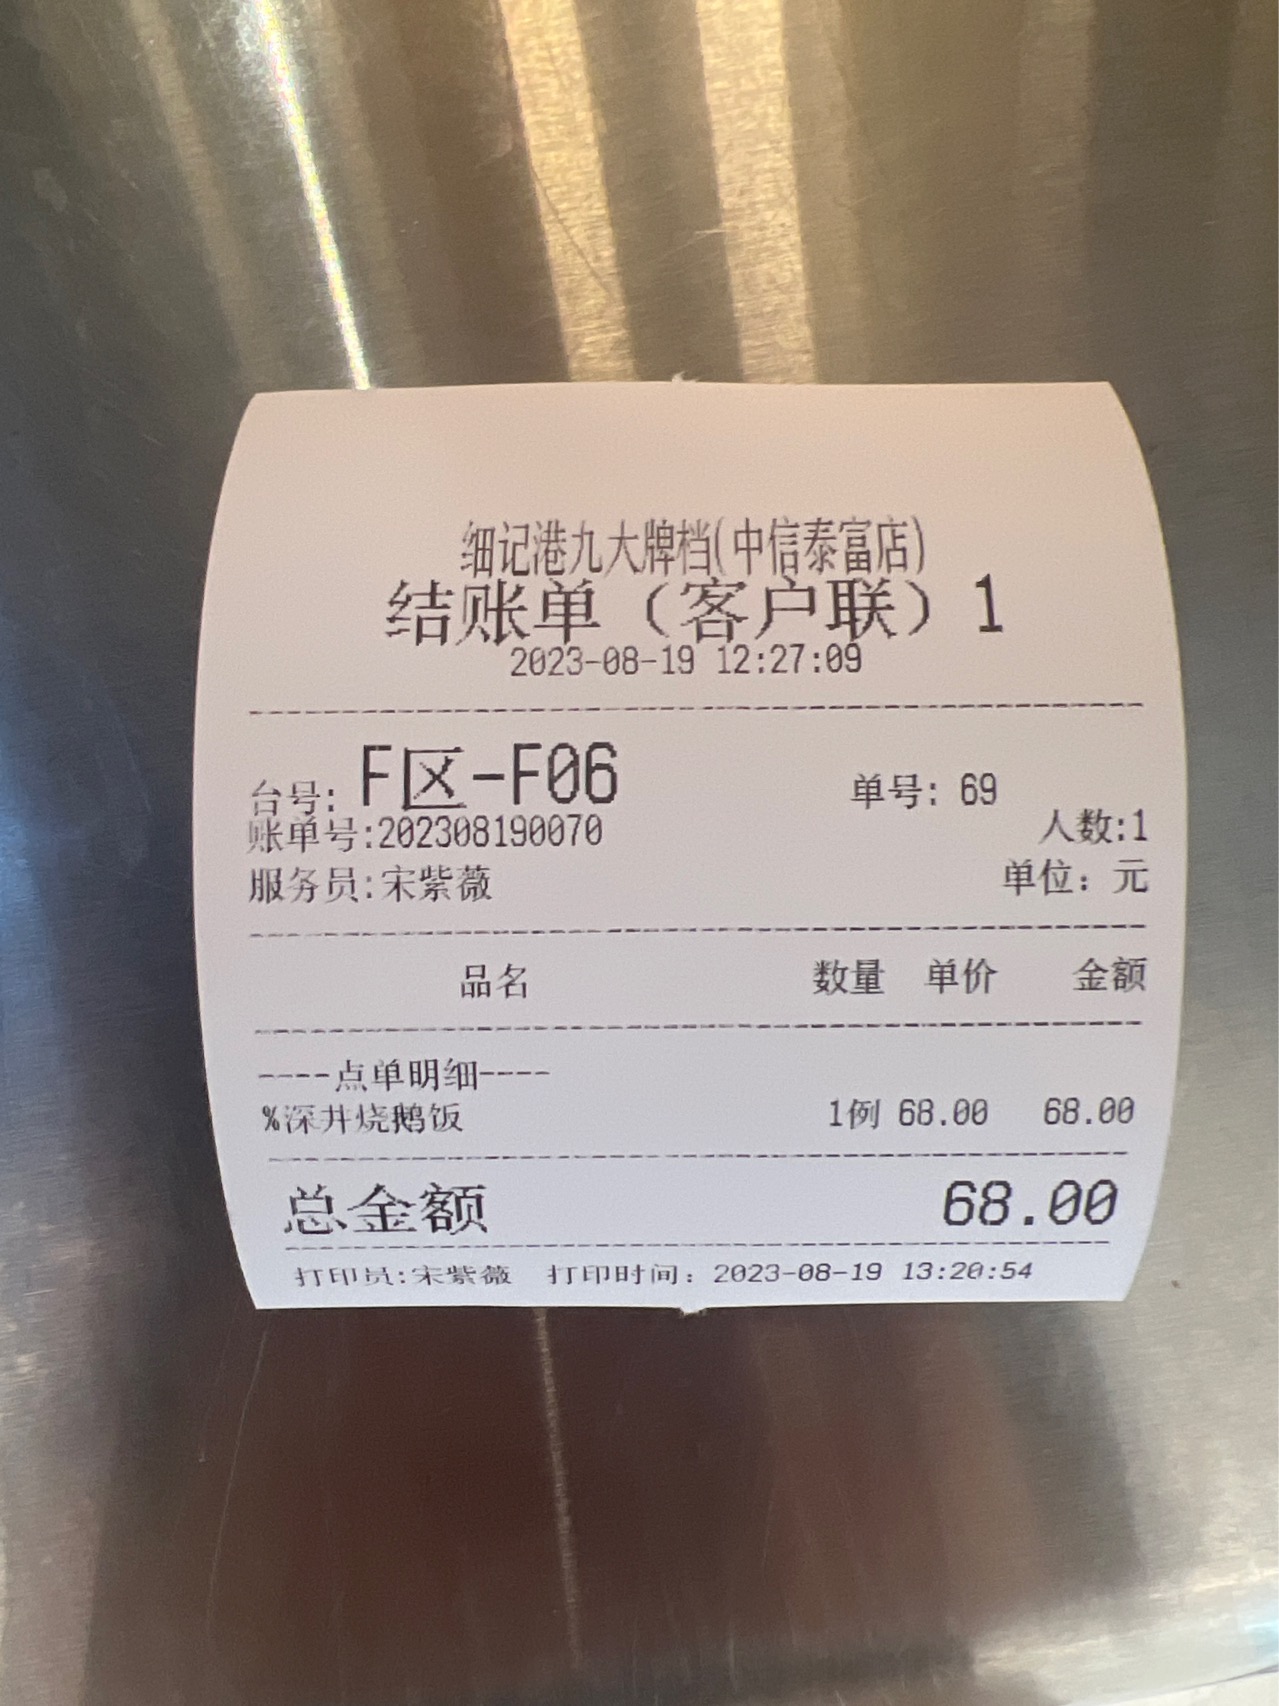 细记港九大牌档(中信泰富店)
结账单（客户联）1
2023-08-19 12:27:09
台号: F区-F06 单号: 69
账单号:202308190070 人数:1
服务员:宋紫薇 单位: 元
品名 数量 单价 金额
----点单明细----
%深井烧鹅饭 1例 68.00 68.00
总金额 68.00
打印员:宋紫薇 打印时间: 2023-08-19 13:20:54